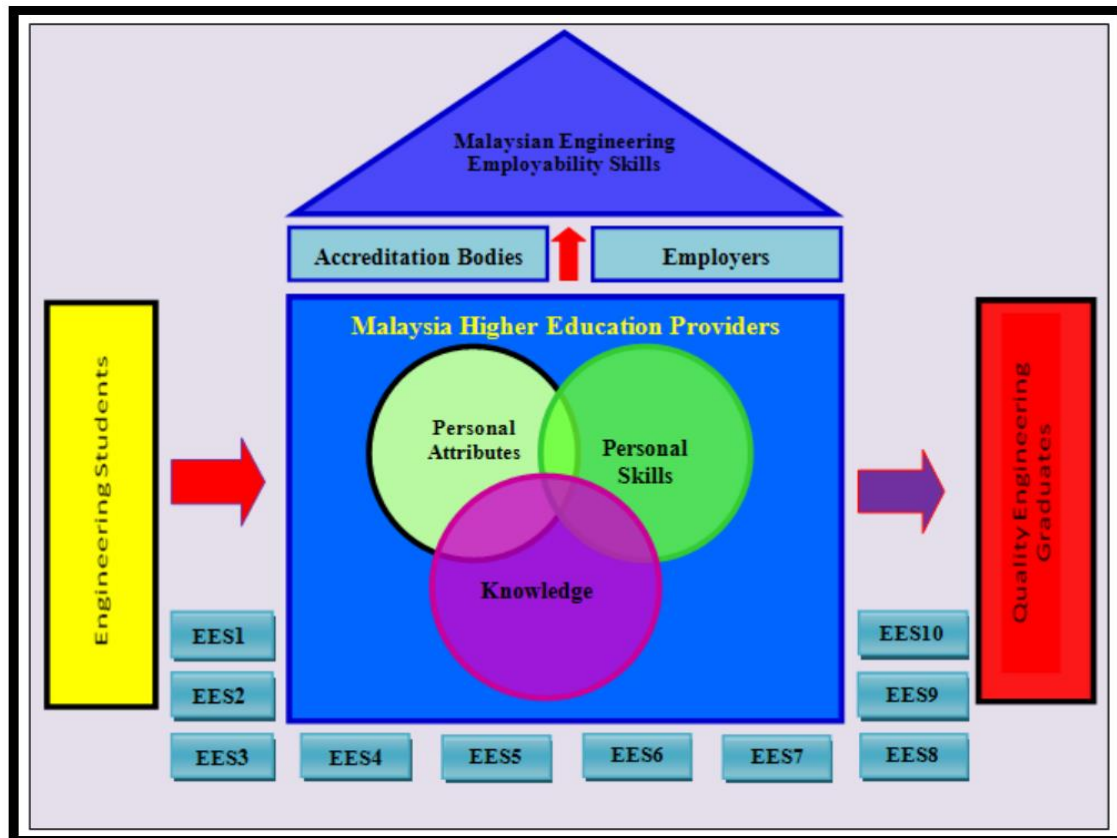 Malaysian Engineering
Employability Skills
Accreditation Bodies
Employers
Malaysia Higher Education Providers
Engineering Students
Personal
Attributes
Personal
Skills
Knowledge
Quality Engineering
Graduates
EES1
EES2
EES3
EES4
EES5
EES6
EES7
EES8
EES9
EES10